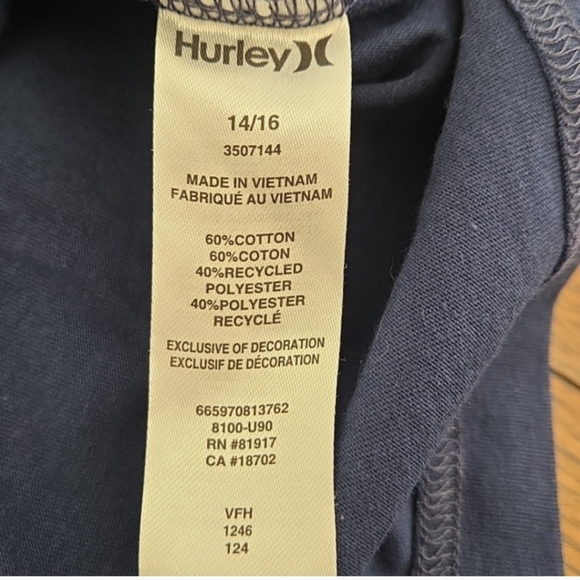 Hurley
14/16
3507144
MADE IN VIETNAM
FABRIQUÉ AU VIETNAM
60%COTTON
60%COTON
40%RECYCLED
POLYESTER
40%POLYESTER
RECYCLÉ
EXCLUSIVE OF DECORATION
EXCLUSIF DE DÉCORATION
665970813762
8100-U90
RN #81917
CA #18702
VFH
1246
124